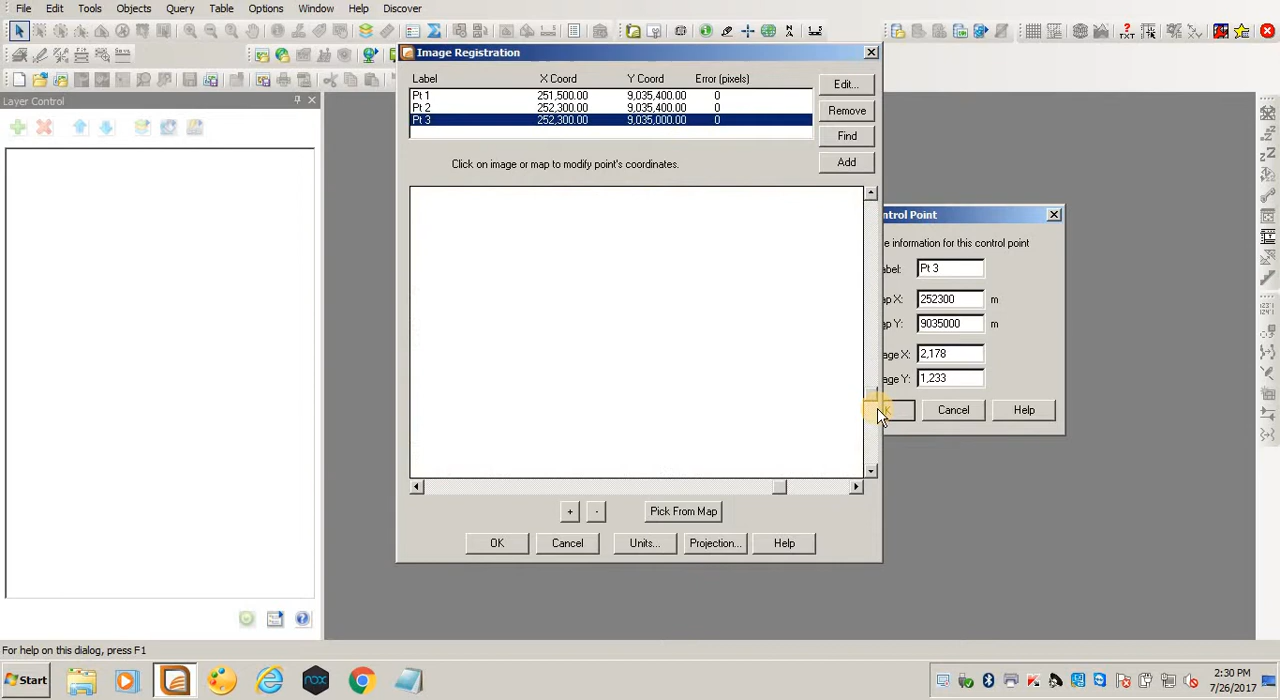 File Edit Tools Objects Query Table Options Window Help Discover
Layer Control
Image Registration
Label X Coord Y Coord Error (pixels)
Pt 1 251,500.00 9,035,400.00 0
Pt 2 252,300.00 9,035,400.00 0
Pt 3 252,300.00 9,035,000.00 0
Edit...
Remove
Find
Add
Click on image or map to modify point's coordinates.
+ - Pick From Map
OK Cancel Units... Projection... Help
ntrol Point
e information for this control point
abel: Pt 3
ap X: 252300 m
ap Y: 9035000 m
age X: 2,178
age Y: 1,233
Cancel Help
For help on this dialog, press F1
Start
nox
2:30 PM
7/26/2017